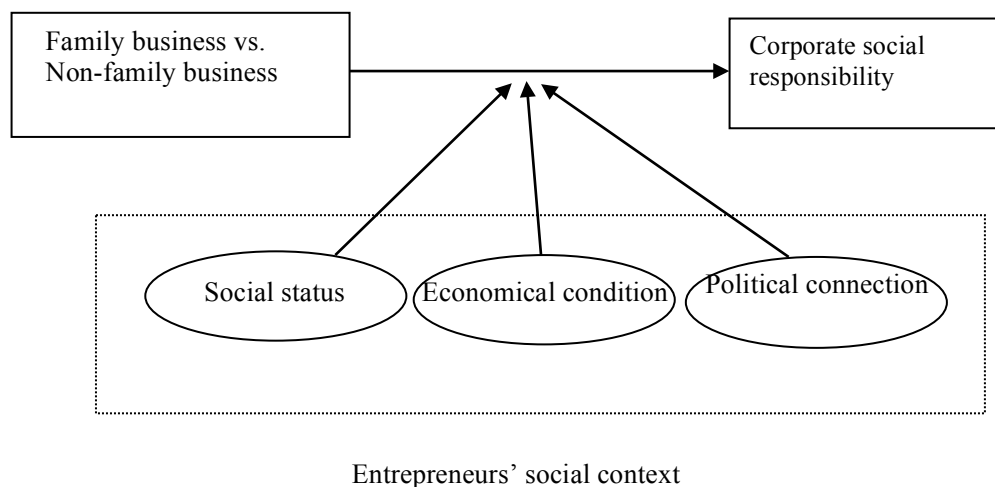 Family business vs.
Non-family business
Corporate social
responsibility
Social status
Economical condition
Political connection
Entrepreneurs’ social context